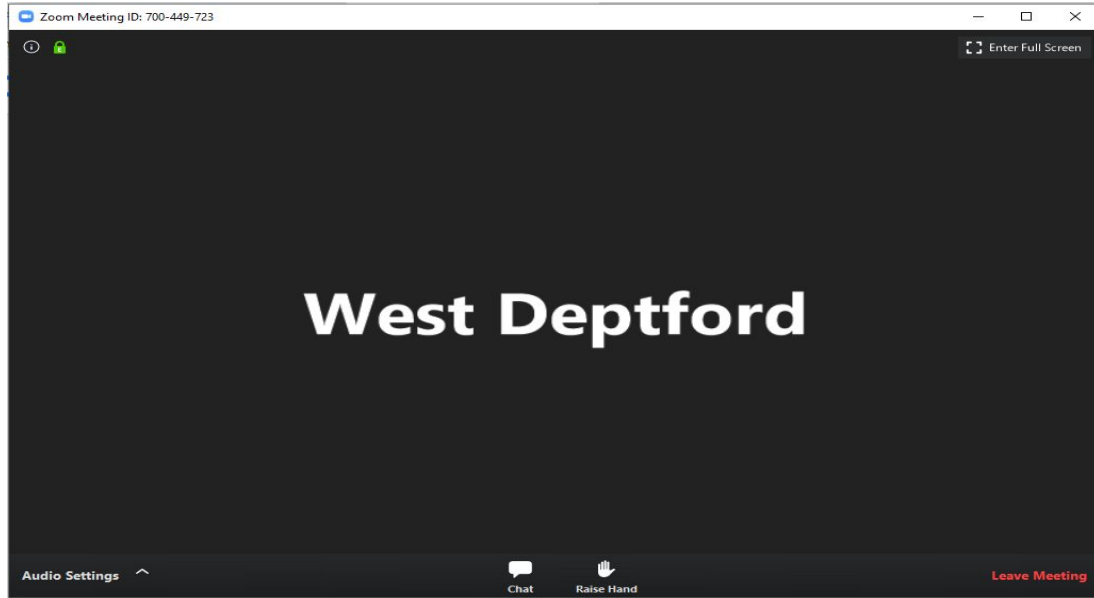 Zoom Meeting ID: 700-449-723
Enter Full Screen
West Deptford
Audio Settings
Chat
Raise Hand
Leave Meeting